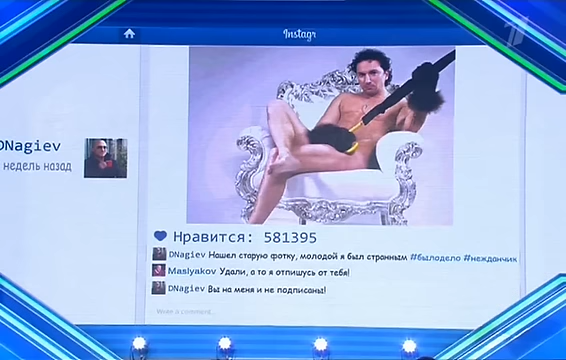 Instagr
DNagiev
недель назад
Нравится: 581395
DNagiev Нашел старую фотку, молодой я был странным #былодело #нежданчик
Maslyakov Удали, а то я отпишусь от тебя!
DNagiev Вы на меня и не подписаны!
Write a comment...
1